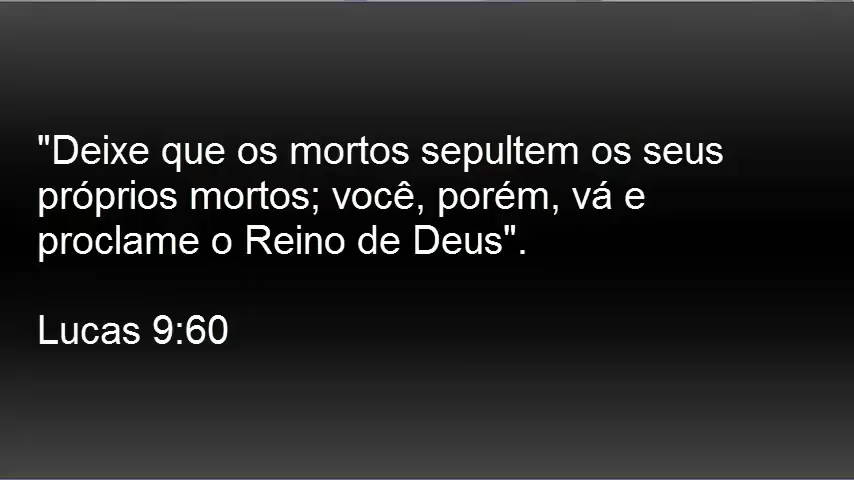 "Deixe que os mortos sepultem os seus
próprios mortos; você, porém, vá e
proclame o Reino de Deus".
Lucas 9:60